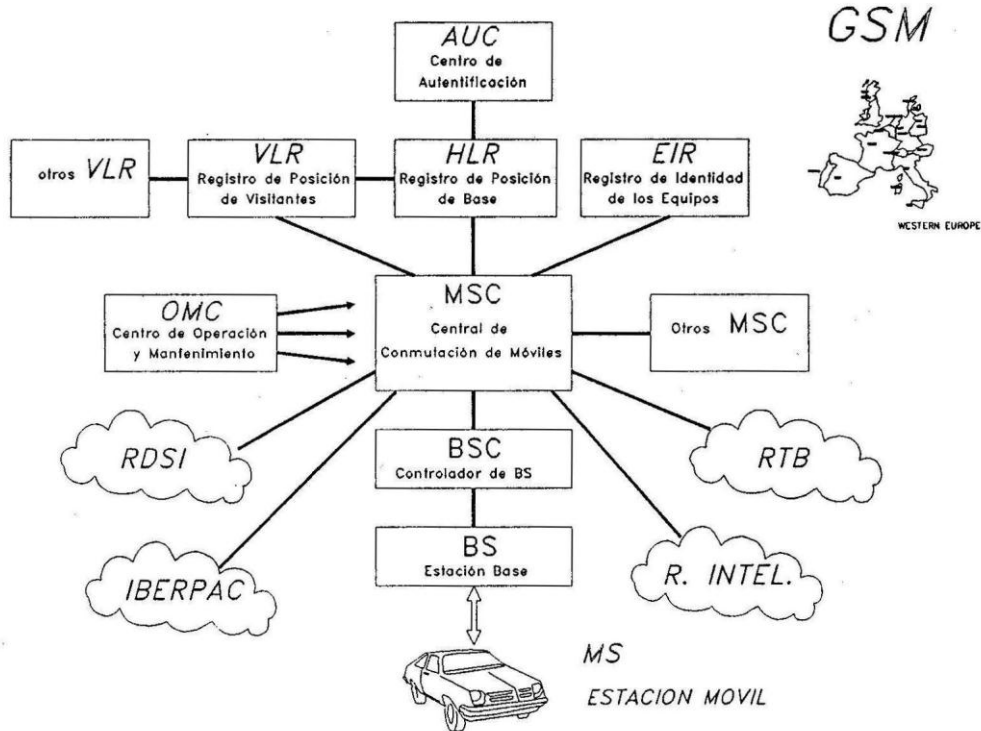 GSM
AUC
Centro de
Autentificación
otros VLR
VLR
Registro de Posición
de Visitantes
HLR
Registro de Posición
de Base
EIR
Registro de Identidad
de los Equipos
WESTERN EUROPE
OMC
Centro de Operación
y Mantenimiento
MSC
Central de
Conmutación de Móviles
Otros MSC
RDSI
BSC
Controlador de BS
RTB
IBERPAC
BS
Estación Base
R. INTEL.
MS
ESTACION MOVIL